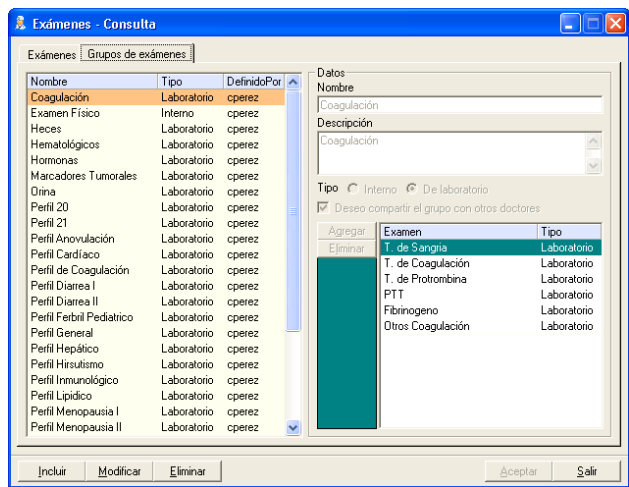 Exámenes - Consulta
Exámenes Grupos de exámenes
Nombre Tipo DefinidoPor
Coagulación Laboratorio cperez
Examen Físico Interno cperez
Heces Laboratorio cperez
Hematológicos Laboratorio cperez
Hormonas Laboratorio cperez
Marcadores Tumorales Laboratorio cperez
Orina Laboratorio cperez
Perfil 20 Laboratorio cperez
Perfil 21 Laboratorio cperez
Perfil Anovulación Laboratorio cperez
Perfil Cardíaco Laboratorio cperez
Perfil de Coagulación Laboratorio cperez
Perfil Diarrea I Laboratorio cperez
Perfil Diarrea II Laboratorio cperez
Perfil Ferbril Pediatrico Laboratorio cperez
Perfil General Laboratorio cperez
Perfil Hepático Laboratorio cperez
Perfil Hirsutismo Laboratorio cperez
Perfil Inmunológico Laboratorio cperez
Perfil Lipidico Laboratorio cperez
Perfil Menopausia I Laboratorio cperez
Perfil Menopausia II Laboratorio cperez
Datos
Nombre
Coagulación
Descripción
Coagulación
Tipo Interno De laboratorio
Deseo compartir el grupo con otros doctores
Agregar
Eliminar
Examen Tipo
T. de Sangria Laboratorio
T. de Coagulación Laboratorio
T. de Protrombina Laboratorio
PTT Laboratorio
Fibrinogeno Laboratorio
Otros Coagulación Laboratorio
Incluir Modificar Eliminar Aceptar Salir